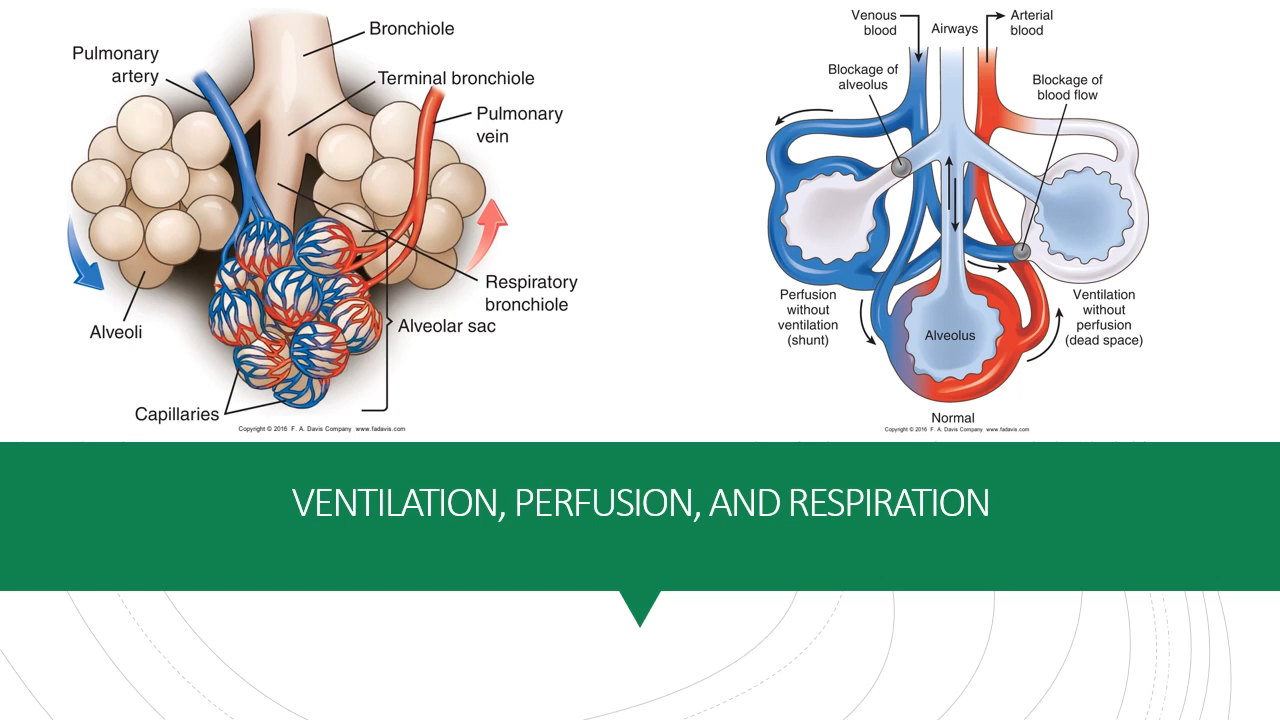 Bronchiole
Pulmonary
artery
Terminal bronchiole
Pulmonary
vein
Respiratory
bronchiole
Alveoli
Alveolar sac
Capillaries
Copyright © 2016 F. A. Davis Company www.fadavis.com
Venous
blood
Airways
Arterial
blood
Blockage of
alveolus
Blockage of
blood flow
Perfusion
without
ventilation
(shunt)
Ventilation
without
perfusion
(dead space)
Alveolus
Normal
Copyright © 2016 F. A. Davis Company www.fadavis.com
VENTILATION, PERFUSION, AND RESPIRATION